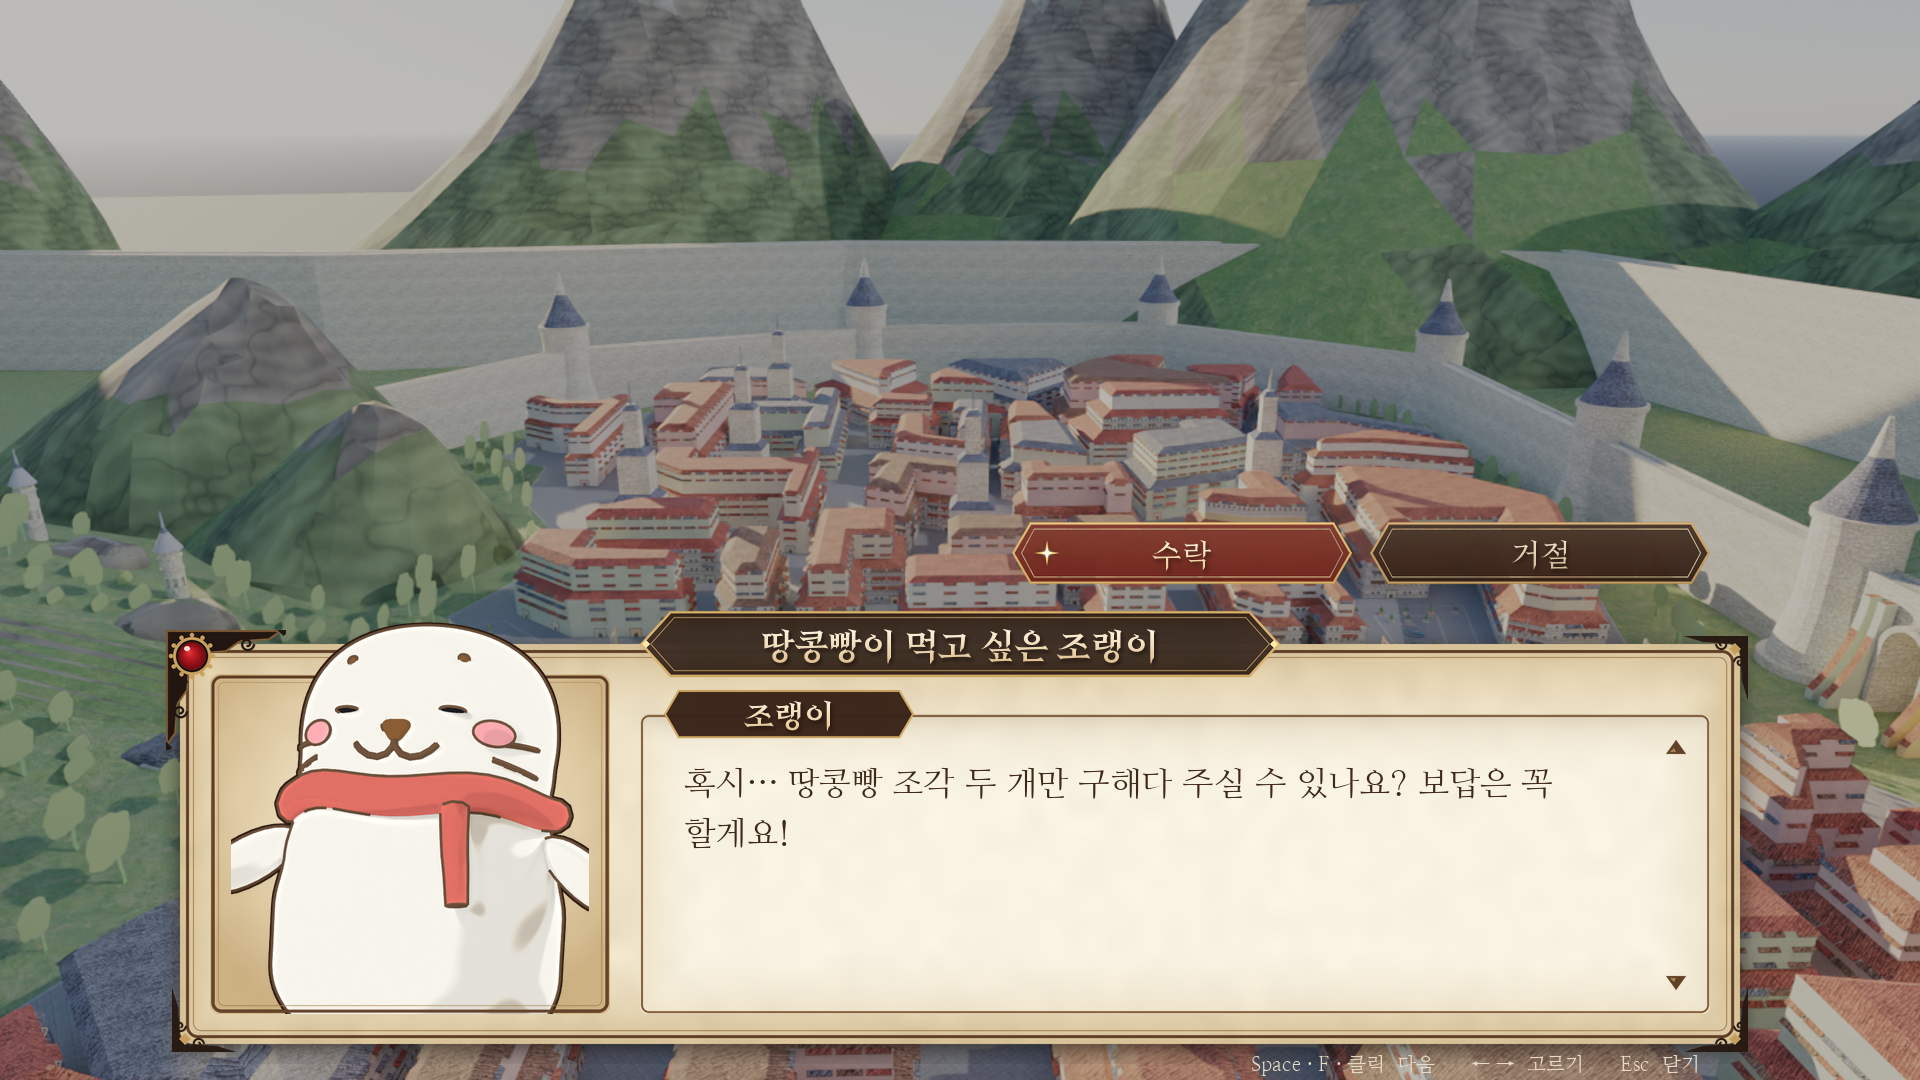 수락
거절
땅콩빵이 먹고 싶은 조랭이
조랭이
혹시… 땅콩빵 조각 두 개만 구해다 주실 수 있나요? 보답은 꼭
할게요!
Space · F · 클릭 다음 ←→ 고르기 Esc 닫기